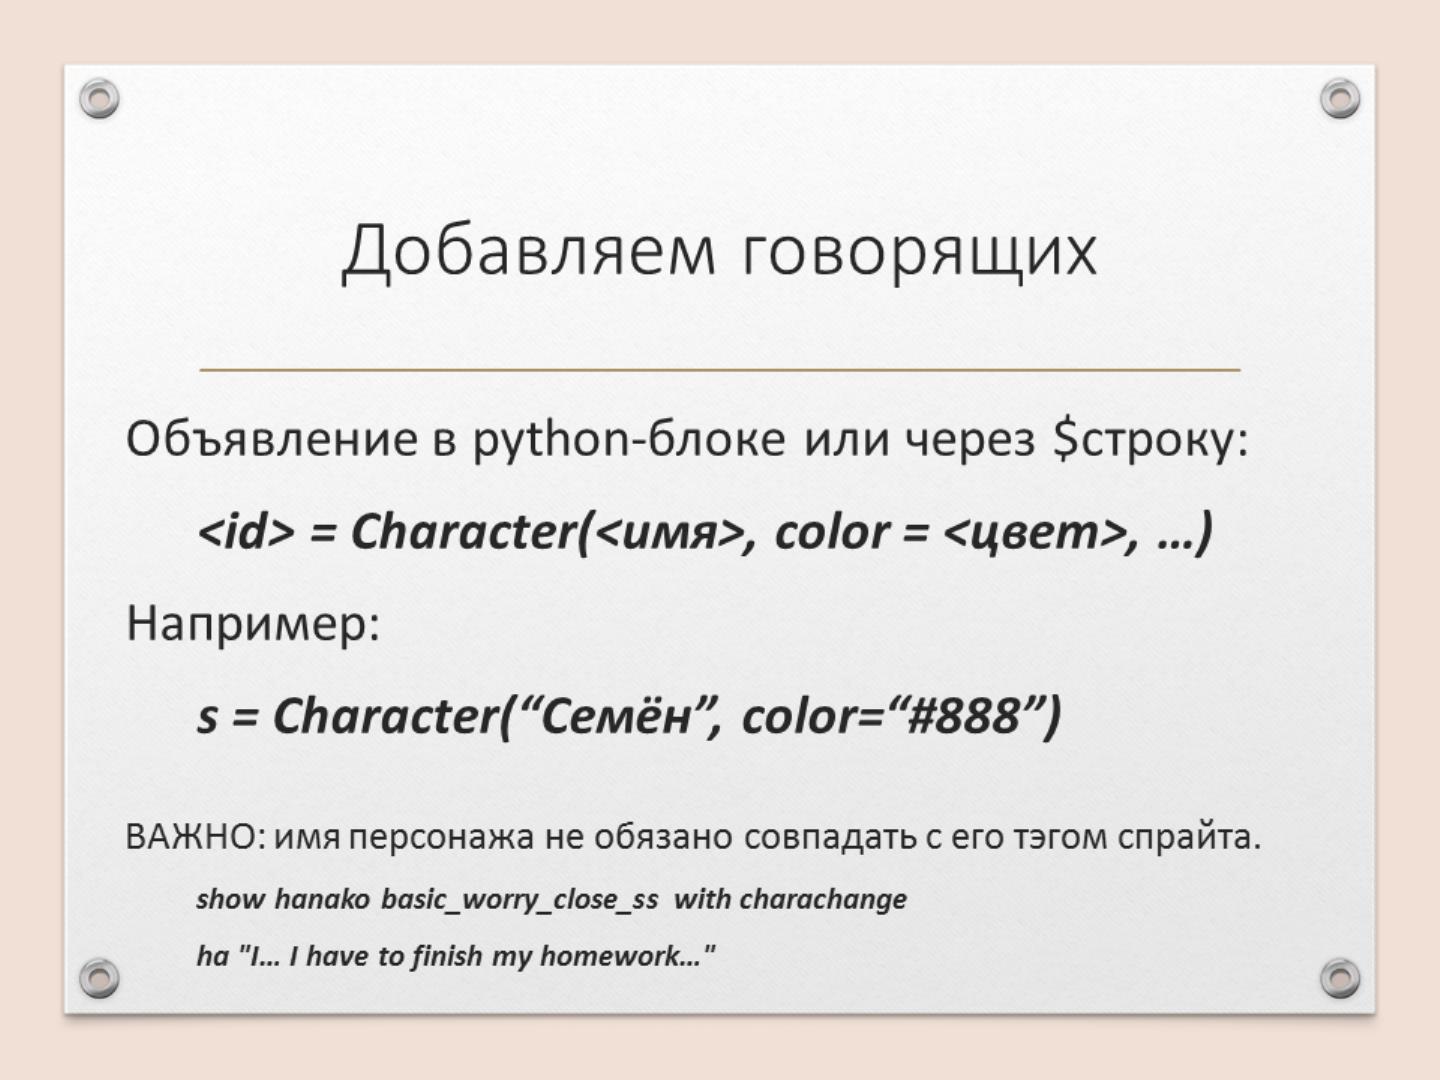 Добавляем говорящих
Объявление в python-блоке или через $строку:
<id> = Character(<имя>, color = <цвет>, ...)
Например:
s = Character(“Семён”, color=“#888”)
ВАЖНО: имя персонажа не обязано совпадать с его тэгом спрайта.
show hanako basic_worry_close_ss  with charachange
ha "I... I have to finish my homework..."